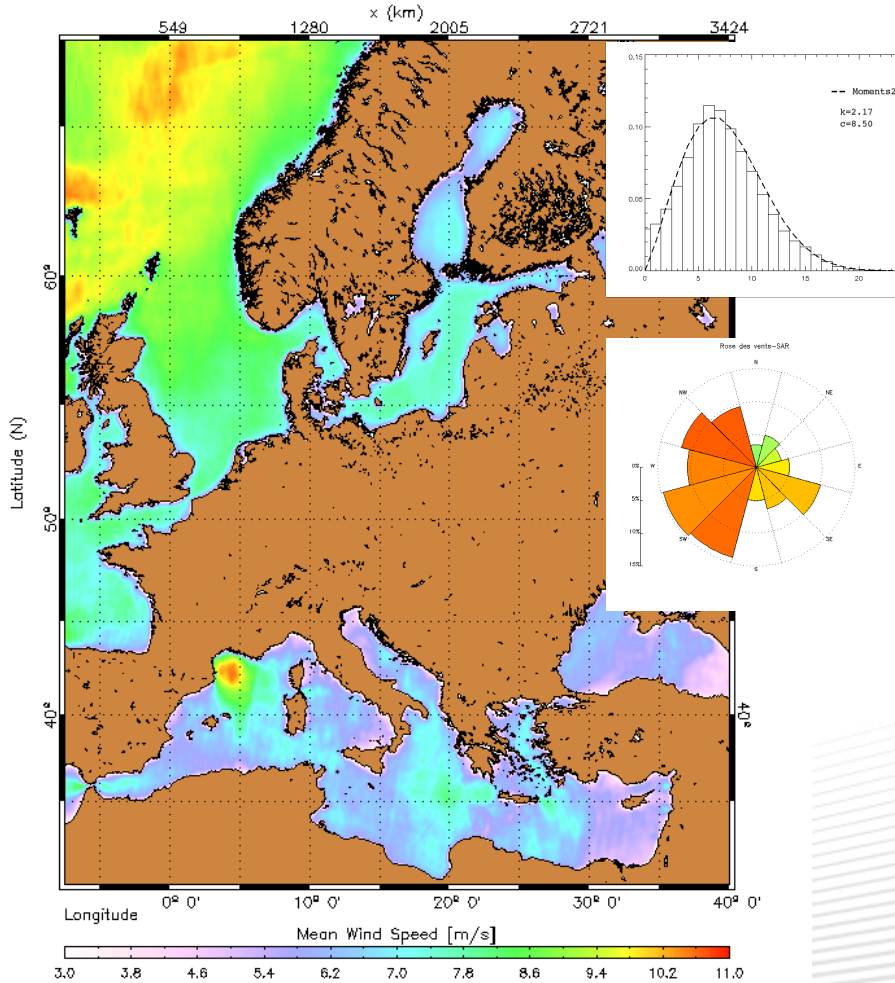 x (km)
549 1280 2005 2721 3424
0.15
Moments2
k=2.17
c=8.50
0.10
0.05
0.00
0 5 10 15 20
60º
50º
40º
40º
Latitude (N)
Rose des vents-SAR
N
NW NE
0% W E
5%
10% SW SE
15% S
0º 0' 10º 0' 20º 0' 30º 0' 40º 0'
Longitude
Mean Wind Speed [m/s]
3.0 3.8 4.6 5.4 6.2 7.0 7.8 8.6 9.4 10.2 11.0